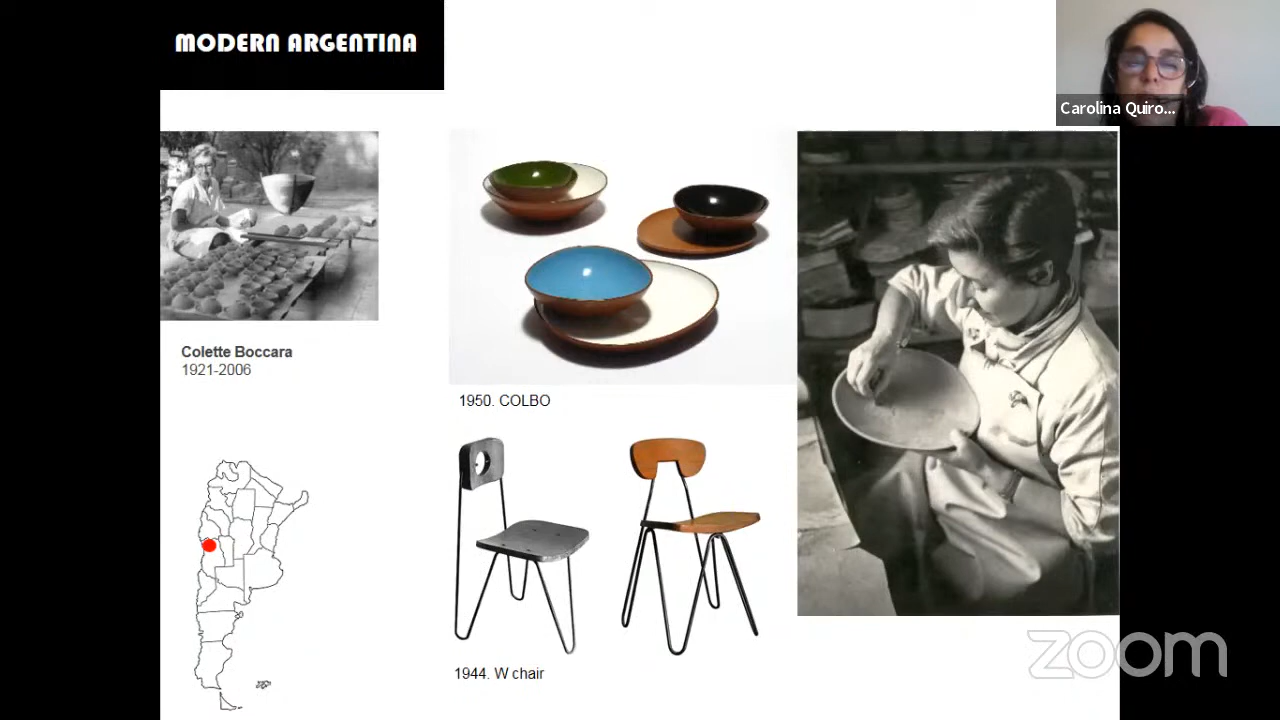 MODERN ARGENTINA
Carolina Quiro...
Colette Boccara
1921-2006
1950. COLBO
1944. W chair
zoom